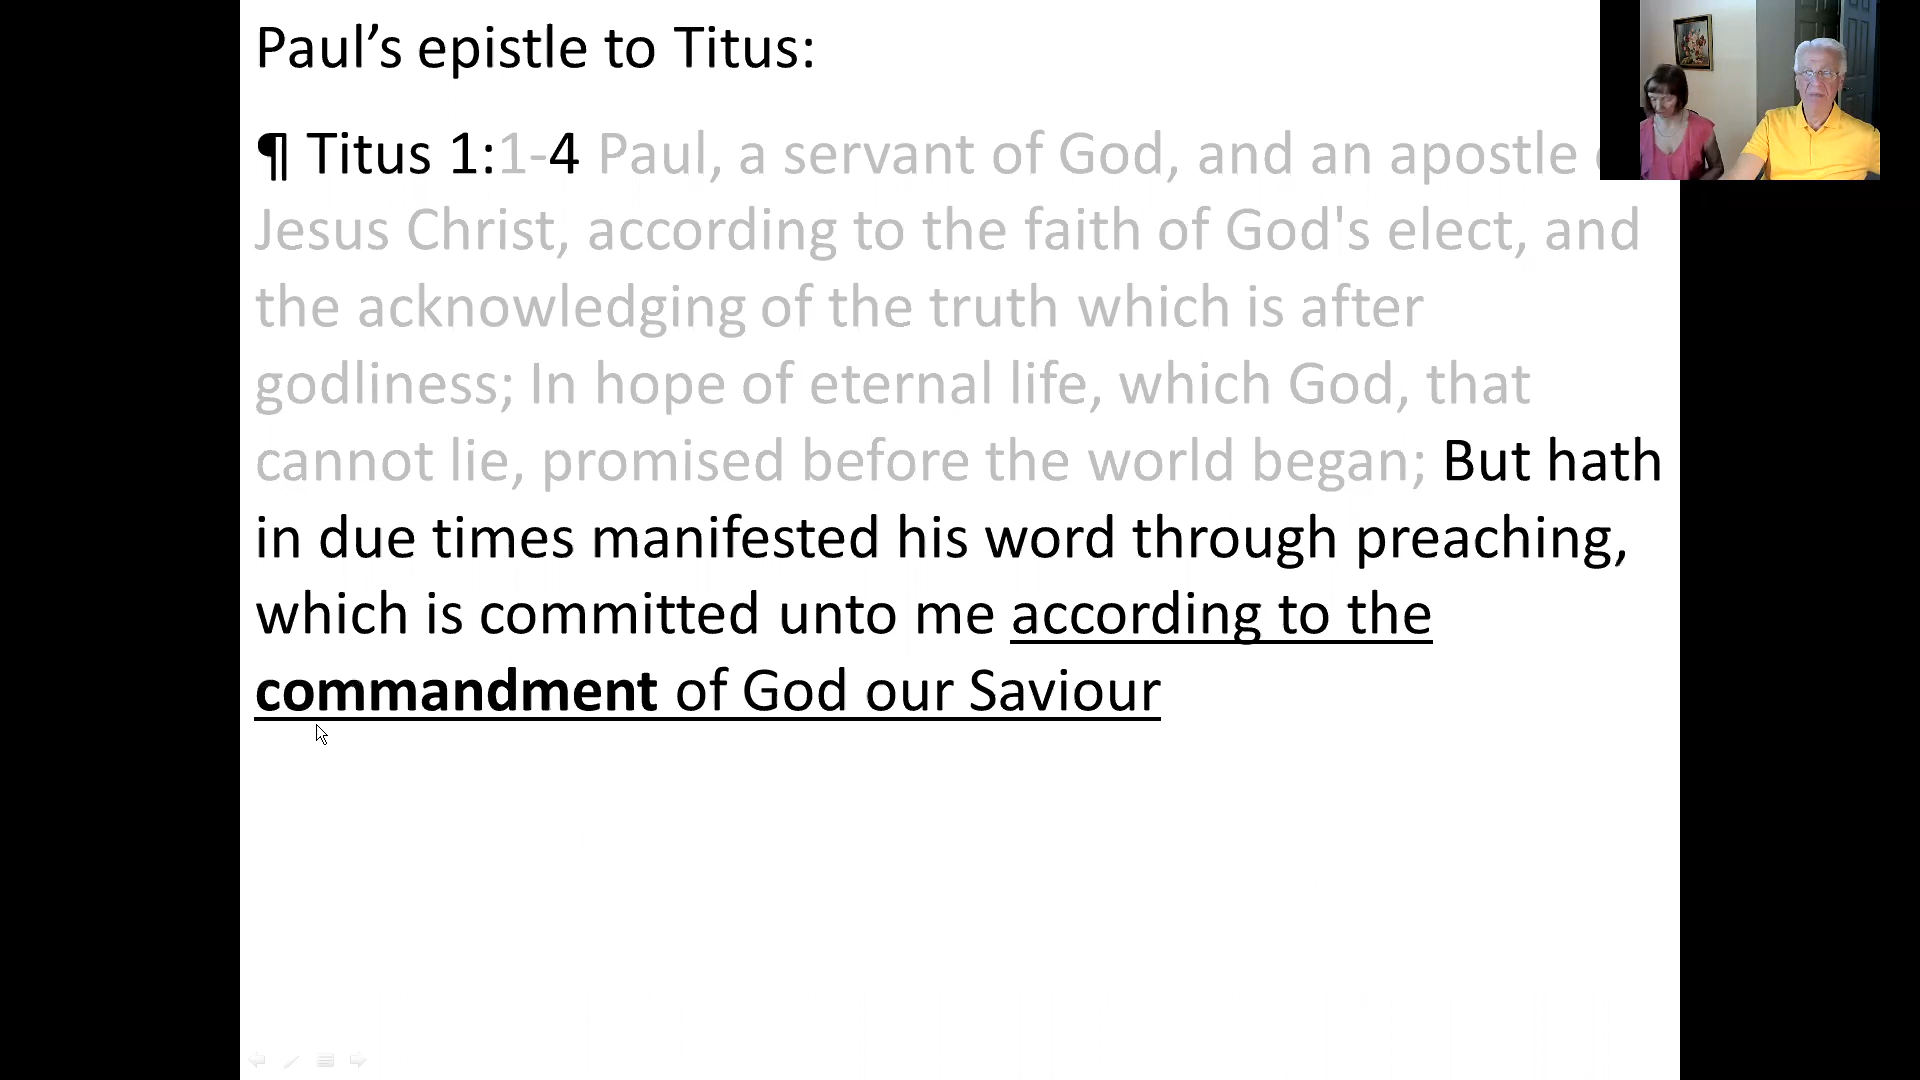 Paul’s epistle to Titus:
¶ Titus 1:1-4 Paul, a servant of God, and an apostle
Jesus Christ, according to the faith of God's elect, and
the acknowledging of the truth which is after
godliness; In hope of eternal life, which God, that
cannot lie, promised before the world began; But hath
in due times manifested his word through preaching,
which is committed unto me according to the
commandment of God our Saviour